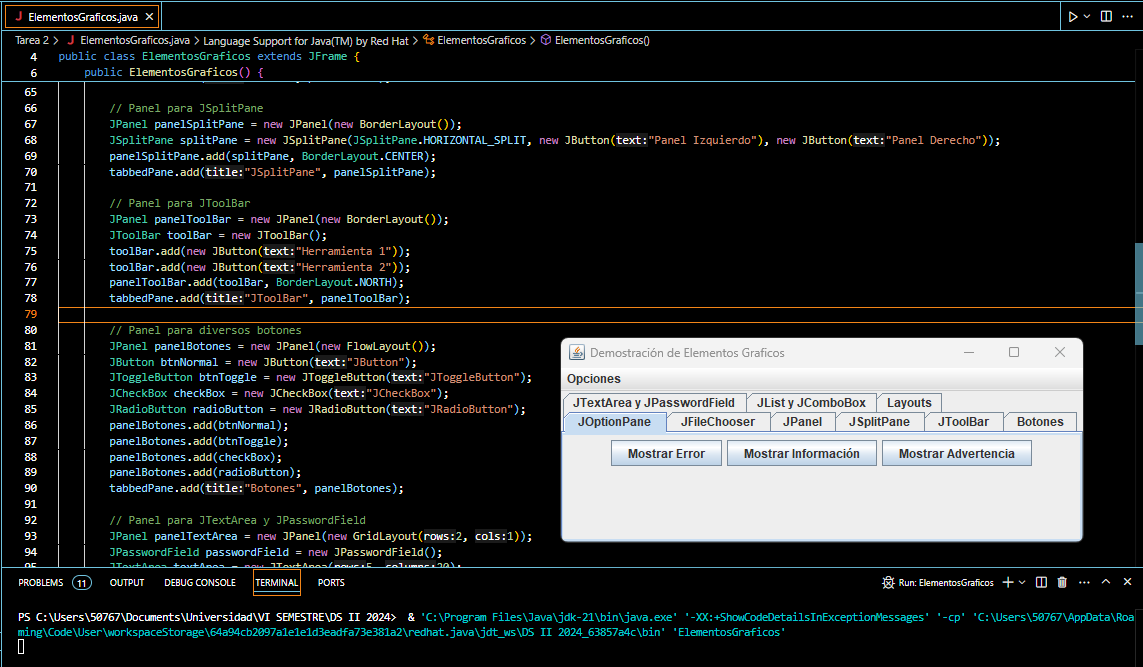 J ElementosGraficos.java ×
Tarea 2 > J ElementosGraficos.java > Language Support for Java(TM) by Red Hat > ElementosGraficos > ElementosGraficos()
4 public class ElementosGraficos extends JFrame {
6 public ElementosGraficos() {
65
66 // Panel para JSplitPane
67 JPanel panelSplitPane = new JPanel(new BorderLayout());
68 JSplitPane splitPane = new JSplitPane(JSplitPane.HORIZONTAL_SPLIT, new JButton(text:"Panel Izquierdo"), new JButton(text:"Panel Derecho"));
69 panelSplitPane.add(splitPane, BorderLayout.CENTER);
70 tabbedPane.add(title:"JSplitPane", panelSplitPane);
71
72 // Panel para JToolBar
73 JPanel panelToolBar = new JPanel(new BorderLayout());
74 JToolBar toolBar = new JToolBar();
75 toolBar.add(new JButton(text:"Herramienta 1"));
76 toolBar.add(new JButton(text:"Herramienta 2"));
77 panelToolBar.add(toolBar, BorderLayout.NORTH);
78 tabbedPane.add(title:"JToolBar", panelToolBar);
79
80 // Panel para diversos botones
81 JPanel panelBotones = new JPanel(new FlowLayout());
82 JButton btnNormal = new JButton(text:"JButton");
83 JToggleButton btnToggle = new JToggleButton(text:"JToggleButton");
84 JCheckBox checkBox = new JCheckBox(text:"JCheckBox");
85 JRadioButton radioButton = new JRadioButton(text:"JRadioButton");
86 panelBotones.add(btnNormal);
87 panelBotones.add(btnToggle);
88 panelBotones.add(checkBox);
89 panelBotones.add(radioButton);
90 tabbedPane.add(title:"Botones", panelBotones);
91
92 // Panel para JTextArea y JPasswordField
93 JPanel panelTextArea = new JPanel(new GridLayout(rows:2, cols:1));
94 JPasswordField passwordField = new JPasswordField();
95 JTextArea textArea = new JTextArea(rows:5, columns:20);
Demostración de Elementos Graficos
Opciones
JTextArea y JPasswordField JList y JComboBox Layouts
JOptionPane JFileChooser JPanel JSplitPane JToolBar Botones
Mostrar Error Mostrar Información Mostrar Advertencia
PROBLEMS 11 OUTPUT DEBUG CONSOLE TERMINAL PORTS Run: ElementosGraficos
PS C:\Users\50767\Documents\Universidad\VI SEMESTRE\DS II 2024> & 'C:\Program Files\Java\jdk-21\bin\java.exe' '-XX:+ShowCodeDetailsInExceptionMessages' '-cp' 'C:\Users\50767\AppData\Roa
ming\Code\User\workspaceStorage\64a94cb2097a1e1e1d3eadfa73e381a2\redhat.java\jdt_ws\DS II 2024_63857a4c\bin' 'ElementosGraficos'